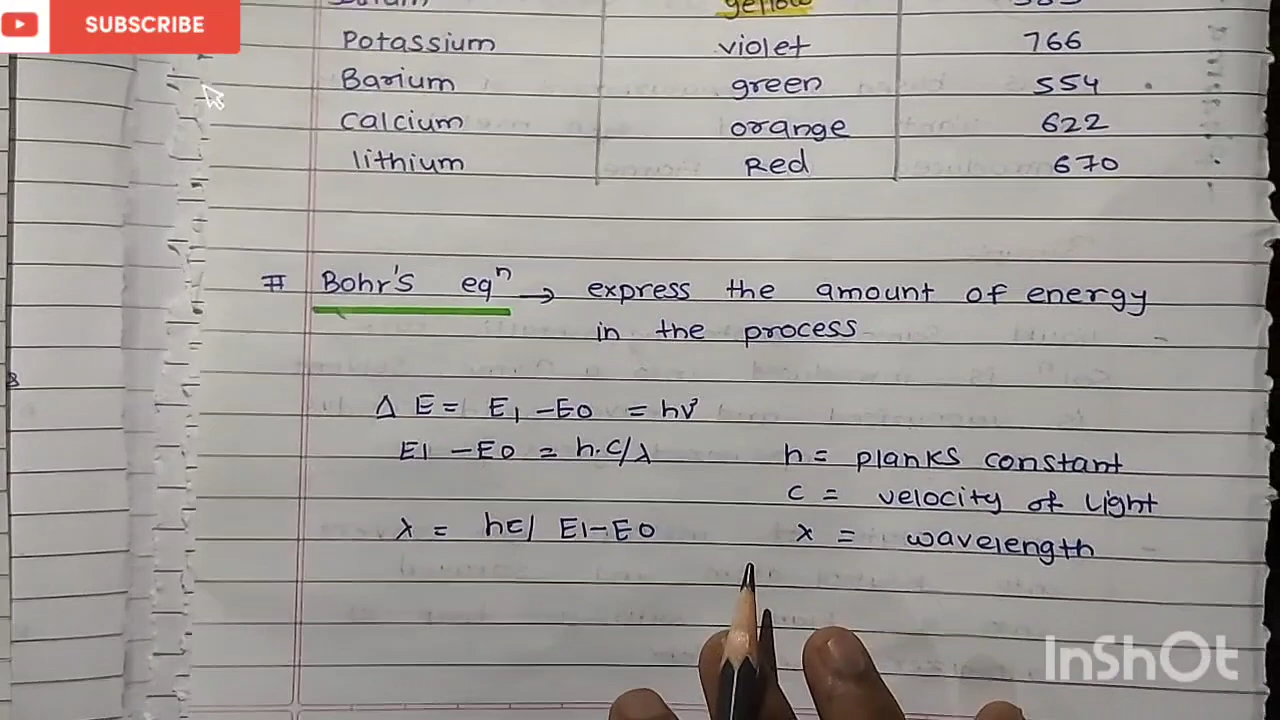 SUBSCRIBE
yellow
Potassium violet 766
Barium green 554
Calcium orange 622
lithium Red 670
# Bohr's eqⁿ → express the amount of energy
in the process
Δ E = E₁ - E0 = hν
E1 - E0 = h.c/λ h = planks constant
c = velocity of light
λ = hc/ E1-E0 λ = wavelength
InShOt